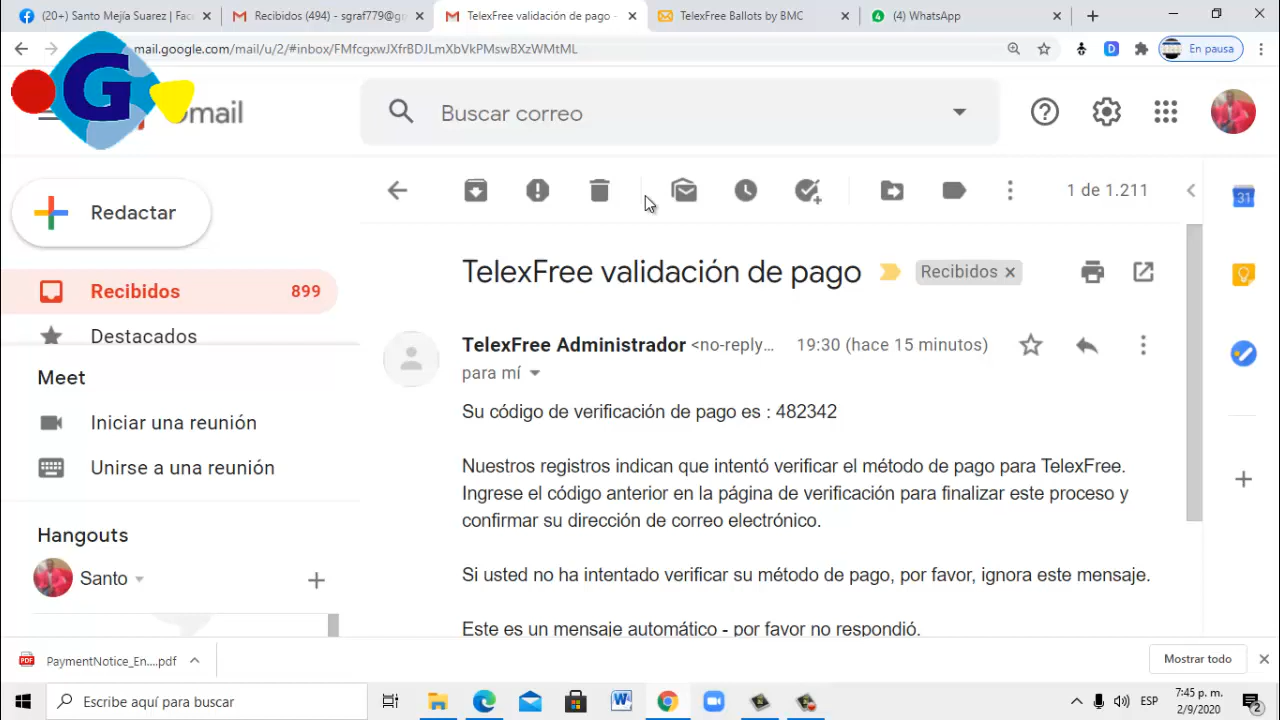 (20+) Santo Mejía Suarez | Fac
Recibidos (494) - sgraf779@g
TelexFree validación de pago -
TelexFree Ballots by BMC
(4) WhatsApp
mail.google.com/mail/u/2/#inbox/FMfcgxwJXfrBDJLmXbVkPMswBXzWMtML
En pausa
G
mail
Buscar correo
Redactar
1 de 1.211
31
Recibidos 899
Destacados
TelexFree validación de pago
Recibidos
TelexFree Administrador <no-reply... 19:30 (hace 15 minutos)
para mí
Meet
Iniciar una reunión
Unirse a una reunión
Su código de verificación de pago es : 482342
Nuestros registros indican que intentó verificar el método de pago para TelexFree.
Ingrese el código anterior en la página de verificación para finalizar este proceso y
confirmar su dirección de correo electrónico.
Hangouts
Santo
Si usted no ha intentado verificar su método de pago, por favor, ignora este mensaje.
Este es un mensaje automático - por favor no respondió.
PDF
PaymentNotice_En....pdf
Mostrar todo
Escribe aquí para buscar
ESP
7:45 p. m.
2/9/2020
2